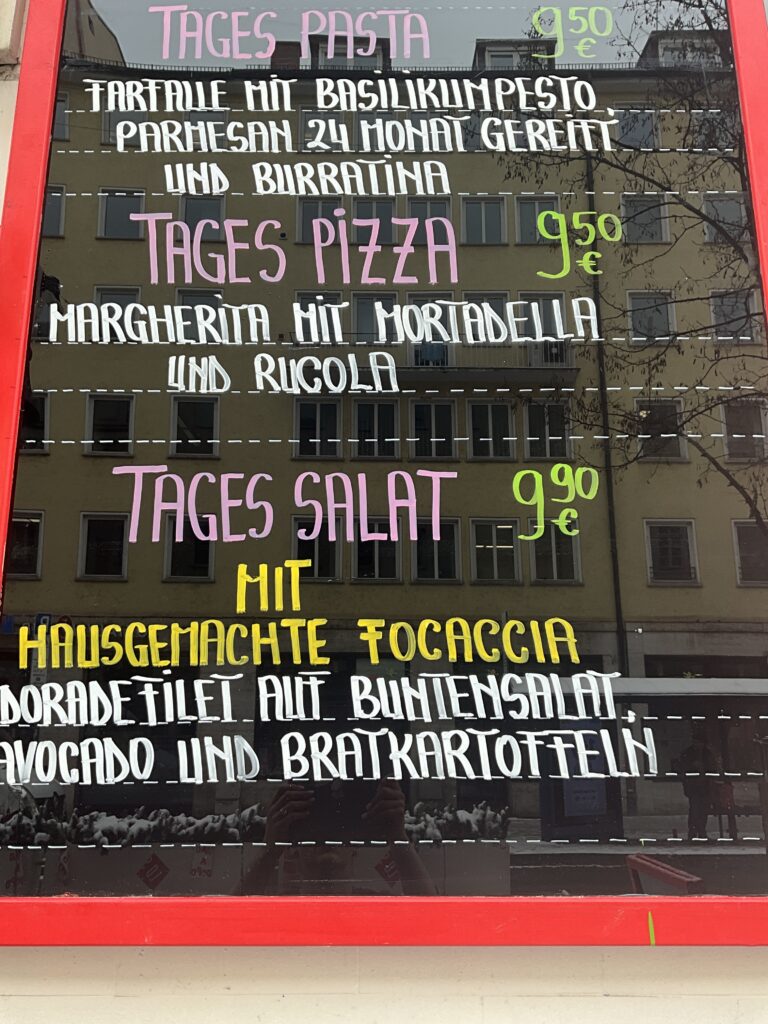 TAGES PASTA 9,50 €
FARFALLE MIT BASILIKUMPESTO,
PARMESAN 24 MONAT GEREIFT
UND BURRATINA
TAGES PIZZA 9,50 €
MARGHERITA MIT MORTADELLA
UND RUCOLA
TAGES SALAT 9,90 €
MIT
HAUSGEMACHTE FOCACCIA
DORADEFILET AUF BUNTENSALAT,
AVOCADO UND BRATKARTOFFELN